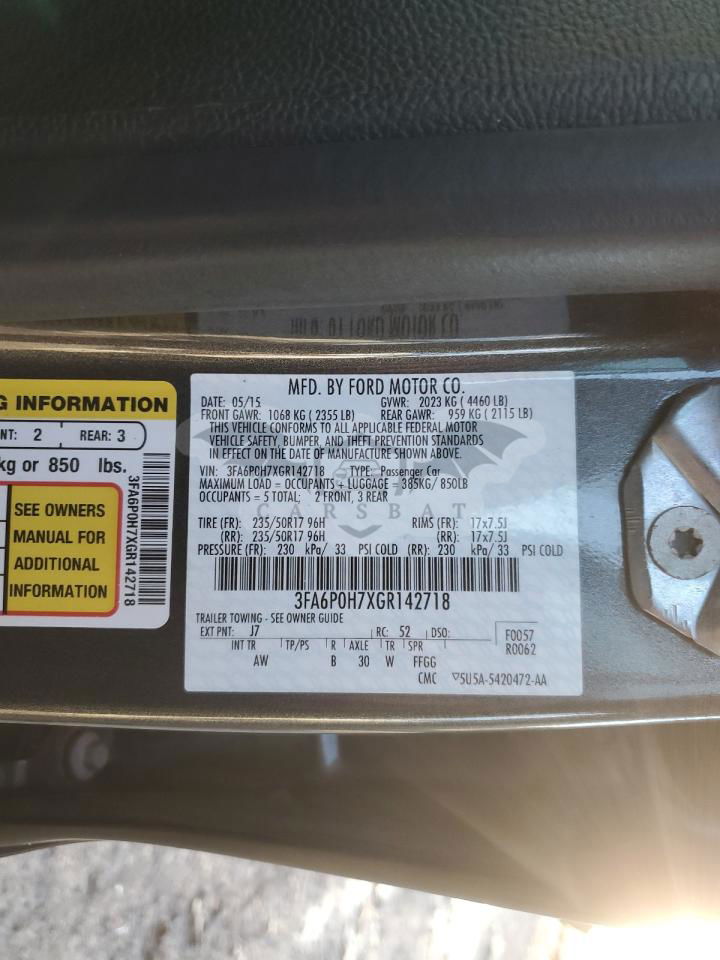 G INFORMATION
NT: 2 REAR: 3
kg or 850 lbs.
SEE OWNERS
MANUAL FOR
ADDITIONAL
INFORMATION
3FA6P0H7XGR142718
MFD. BY FORD MOTOR CO.
DATE: 05/15 GVWR: 2023 KG ( 4460 LB)
FRONT GAWR: 1068 KG ( 2355 LB) REAR GAWR: 959 KG ( 2115 LB)
THIS VEHICLE CONFORMS TO ALL APPLICABLE FEDERAL MOTOR
VEHICLE SAFETY, BUMPER, AND THEFT PREVENTION STANDARDS
IN EFFECT ON THE DATE OF MANUFACTURE SHOWN ABOVE.
VIN: 3FA6P0H7XGR142718 TYPE: Passenger Car
MAXIMUM LOAD = OCCUPANTS + LUGGAGE = 385KG/ 850LB
OCCUPANTS = 5 TOTAL; 2 FRONT, 3 REAR
CARSBAT
TIRE (FR): 235/50R17 96H RIMS (FR): 17x7.5J
(RR): 235/50R17 96H (RR): 17x7.5J
PRESSURE (FR): 230 kPa/ 33 PSI COLD (RR): 230 kPa/33 PSI COLD
3FA6P0H7XGR142718
TRAILER TOWING - SEE OWNER GUIDE
EXT PNT: J7 RC: 52 DSO: F0057
R0062
INT TR TP/PS R AXLE TR SPR
AW B 30 W FFGG
CMC ▽5U5A-5420472-AA